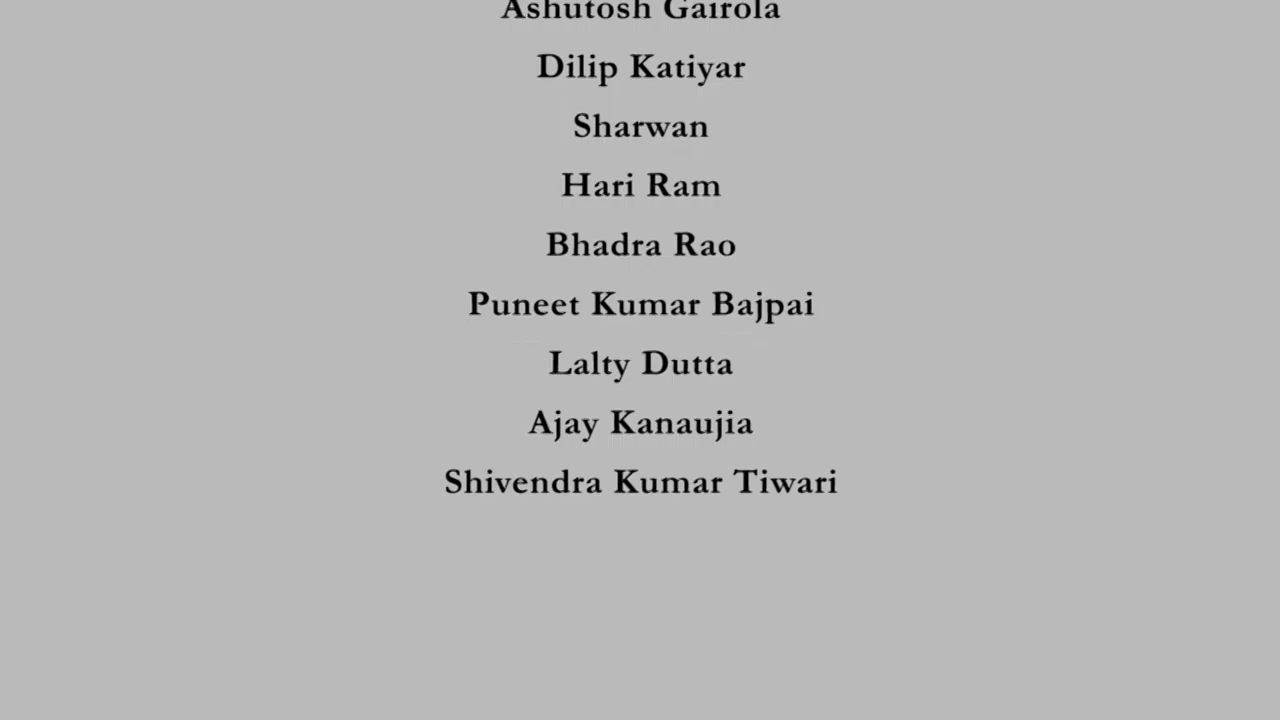 Ashutosh Gairola
Dilip Katiyar
Sharwan
Hari Ram
Bhadra Rao
Puneet Kumar Bajpai
Lalty Dutta
Ajay Kanaujia
Shivendra Kumar Tiwari